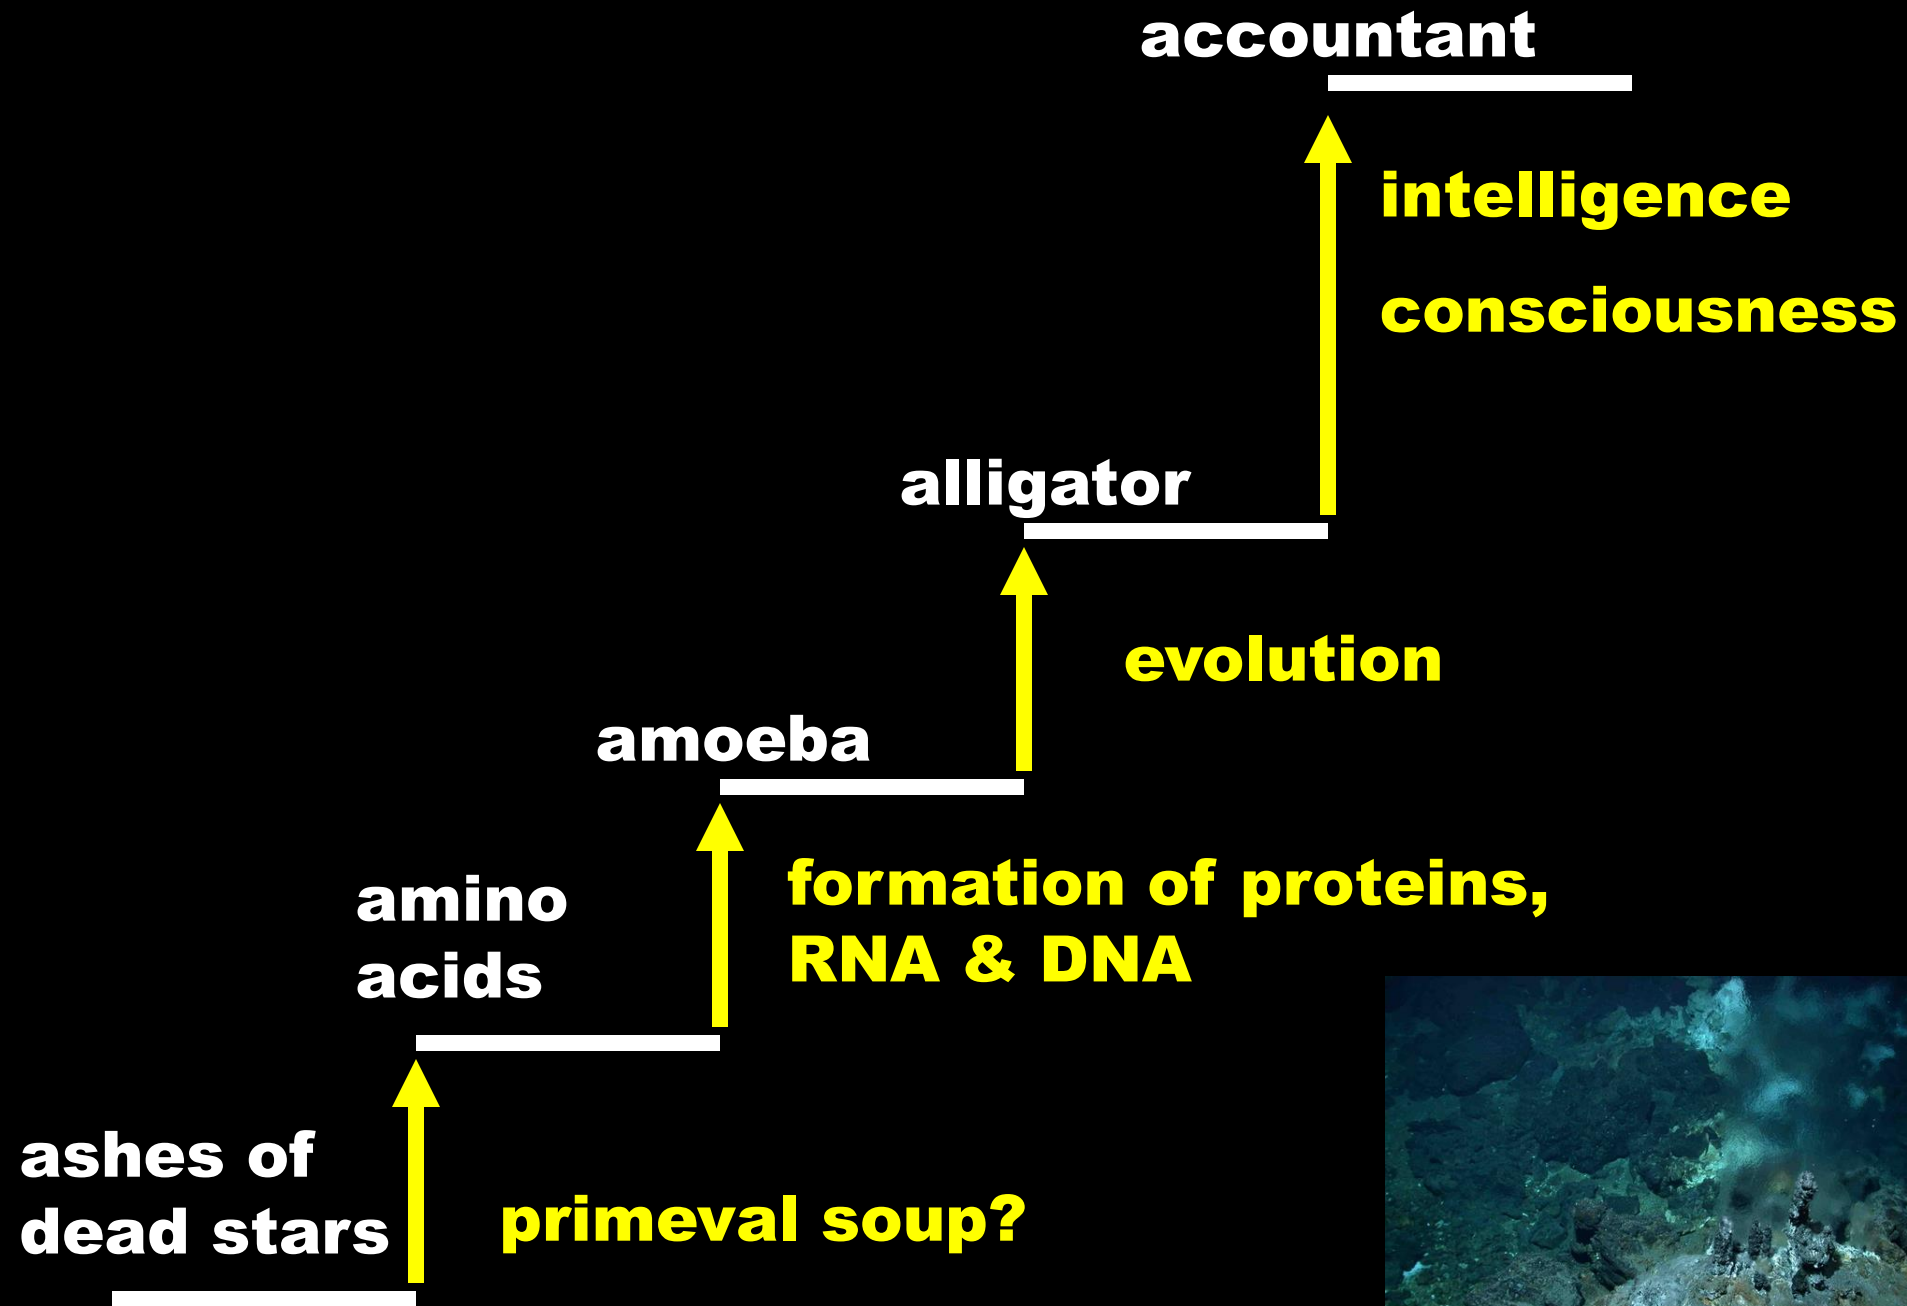 accountant
intelligence
consciousness
alligator
evolution
amoeba
formation of proteins,
RNA & DNA
amino
acids
ashes of
dead stars
primeval soup?